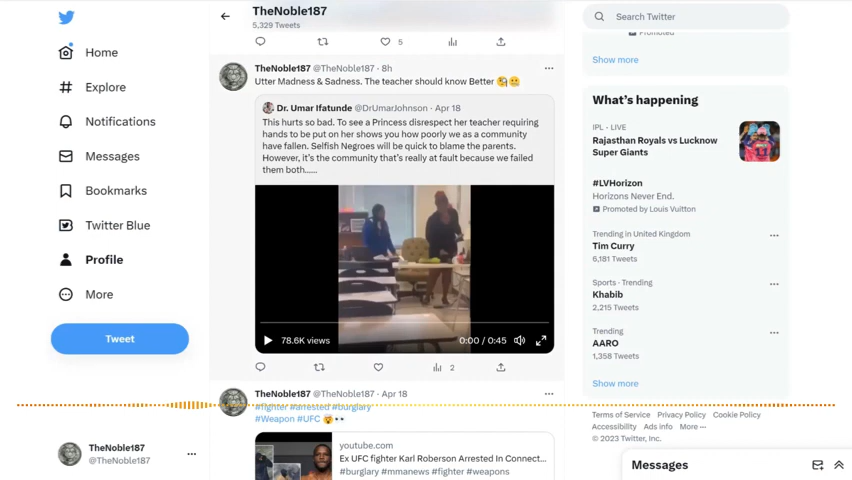 TheNoble187
5,329 Tweets
Home
Explore
Notifications
Messages
Bookmarks
Twitter Blue
Profile
More
Tweet
TheNoble187
@TheNoble187
5
TheNoble187 @TheNoble187 · 8h
Utter Madness & Sadness. The teacher should know Better
Dr. Umar Ifatunde @DrUmarJohnson · Apr 18
This hurts so bad. To see a Princess disrespect her teacher requiring
hands to be put on her shows you how poorly we as a community
have fallen. Selfish Negroes will be quick to blame the parents.
However, it's the community that's really at fault because we failed
them both……
78.6K views
0:00 / 0:45
2
TheNoble187 @TheNoble187 · Apr 18
#fighter #arrested #burglary
#Weapon #UFC
youtube.com
Ex UFC fighter Karl Roberson Arrested In Connect...
#burglary #mmanews #fighter #weapons
Search Twitter
Promoted
Show more
What's happening
IPL · LIVE
Rajasthan Royals vs Lucknow
Super Giants
#LVHorizon
Horizons Never End.
Promoted by Louis Vuitton
Trending in United Kingdom
Tim Curry
6,181 Tweets
Sports · Trending
Khabib
2,215 Tweets
Trending
AARO
1,358 Tweets
Show more
Terms of Service Privacy Policy Cookie Policy
Accessibility Ads info More ···
© 2023 Twitter, Inc.
Messages